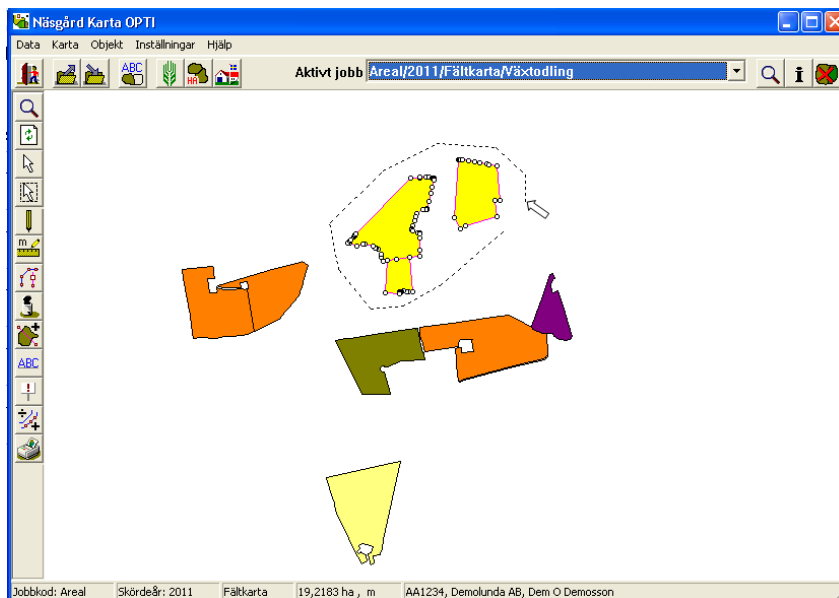 Näsgård Karta OPTI
Data Karta Objekt Inställningar Hjälp
ABC
HA
Aktivt jobb Areal/2011/Fältkarta/Växtodling
i
m
ABC
!
Jobbkod: Areal Skördeår: 2011 Fältkarta 19,2183 ha , m AA1234, Demolunda AB, Dem O Demosson